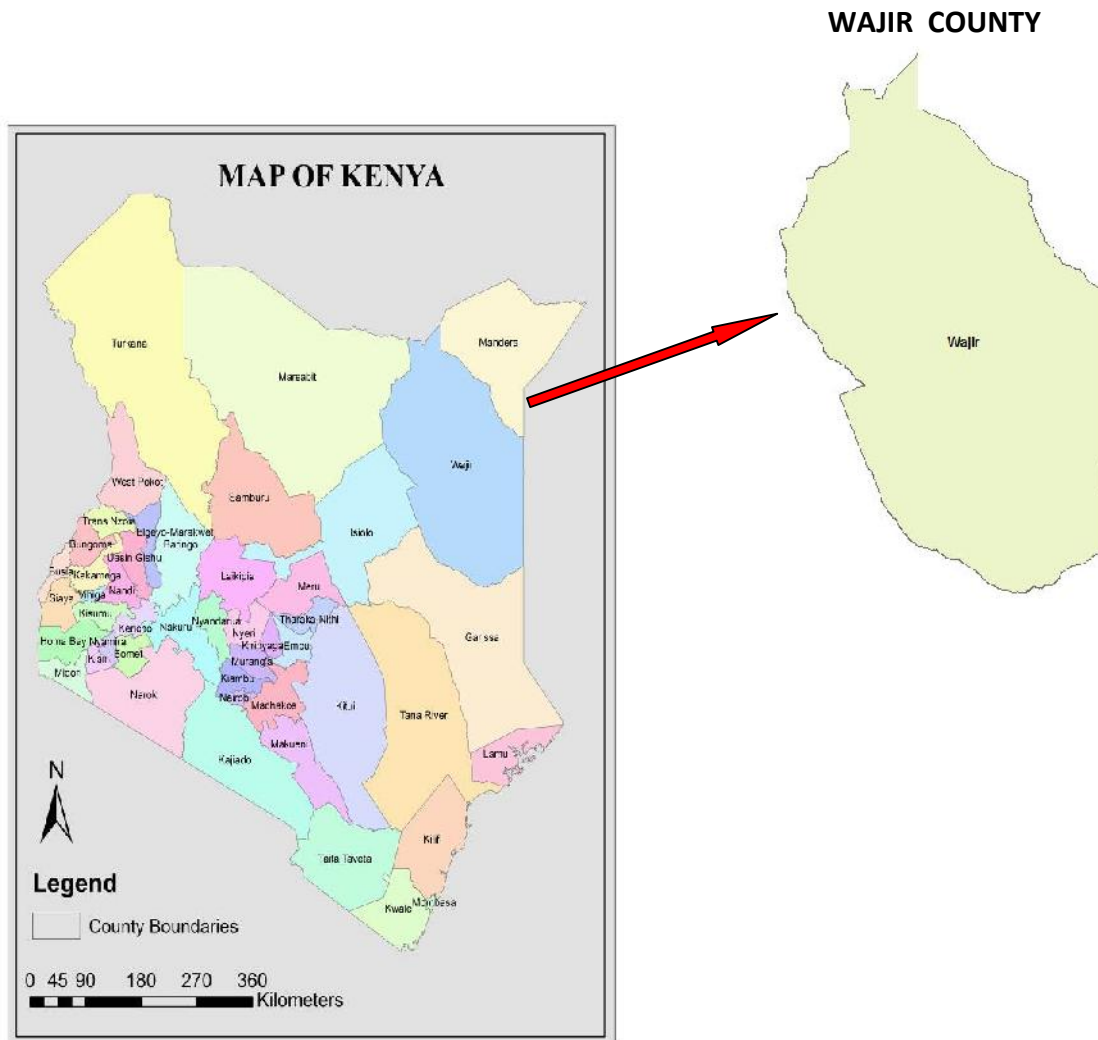 WAJIR COUNTY
Wajir
MAP OF KENYA
Turkana
Mandera
Marsabit
Wajir
West Pokot
Samburu
Trans Nzoia
Elgeyo-Marakwet
Isiolo
Bungoma
Baringo
Uasin Gishu
Busia
Kakamega
Laikipia
Meru
Vihiga
Nandi
Siaya
Kisumu
Nyandarua
Tharaka-Nithi
Kericho
Nakuru
Nyeri
Garissa
Homa Bay
Nyamira
Kirinyaga
Embu
Kisii
Bomet
Murang'a
Migori
Kiambu
Narok
Nairobi
Machakos
Kitui
Tana River
Makueni
Lamu
Kajiado
N
Kilifi
Taita Taveta
Legend
Mombasa
Kwale
County Boundaries
0 45 90 180 270 360
Kilometers